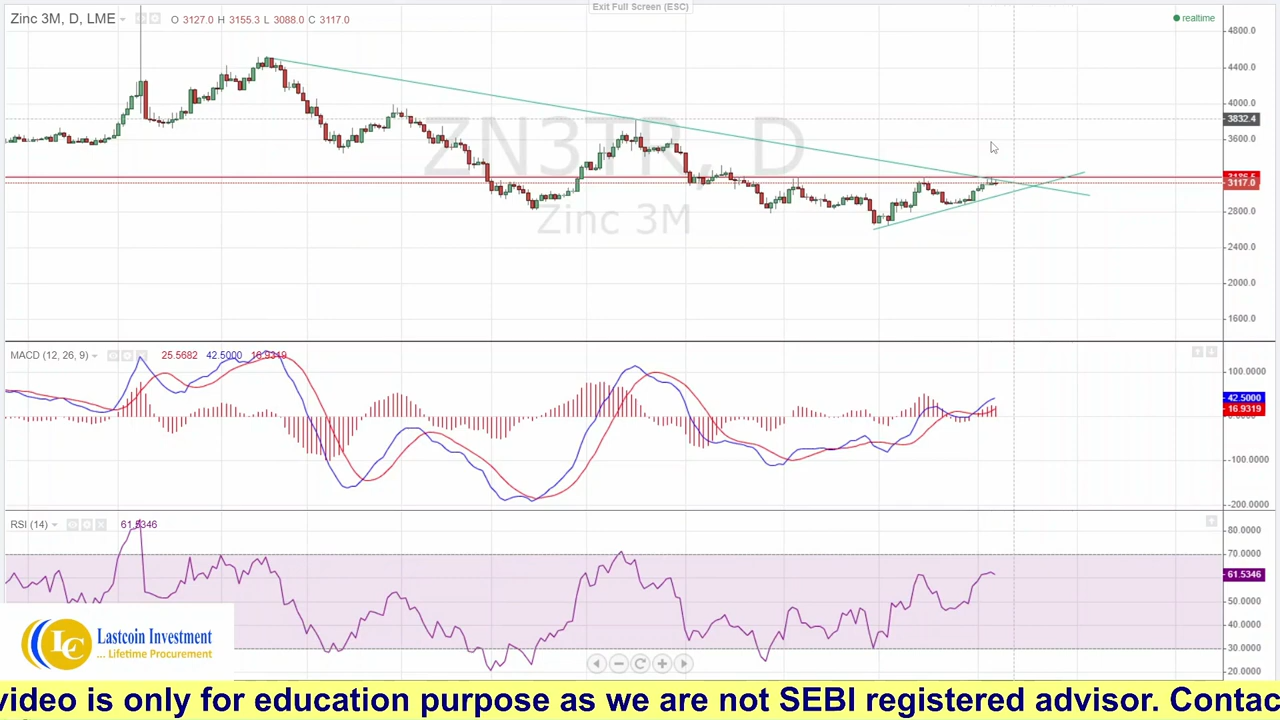 Exit Full Screen (ESC)
Zinc 3M, D, LME O 3127.0 H 3155.3 L 3088.0 C 3117.0
realtime
4800.0
4400.0
4000.0
3832.4
3600.0
3117.0
2800.0
2400.0
2000.0
1600.0
ZN3TR, D
Zinc 3M
MACD (12, 26, 9) 25.5682 42.5000 16.9319
100.0000
42.5000
16.9319
-100.0000
-200.0000
RSI (14) 61.5346
80.0000
70.0000
61.5346
50.0000
40.0000
30.0000
20.0000
LC
Lastcoin Investment
... Lifetime Procurement
video is only for education purpose as we are not SEBI registered advisor. Contac